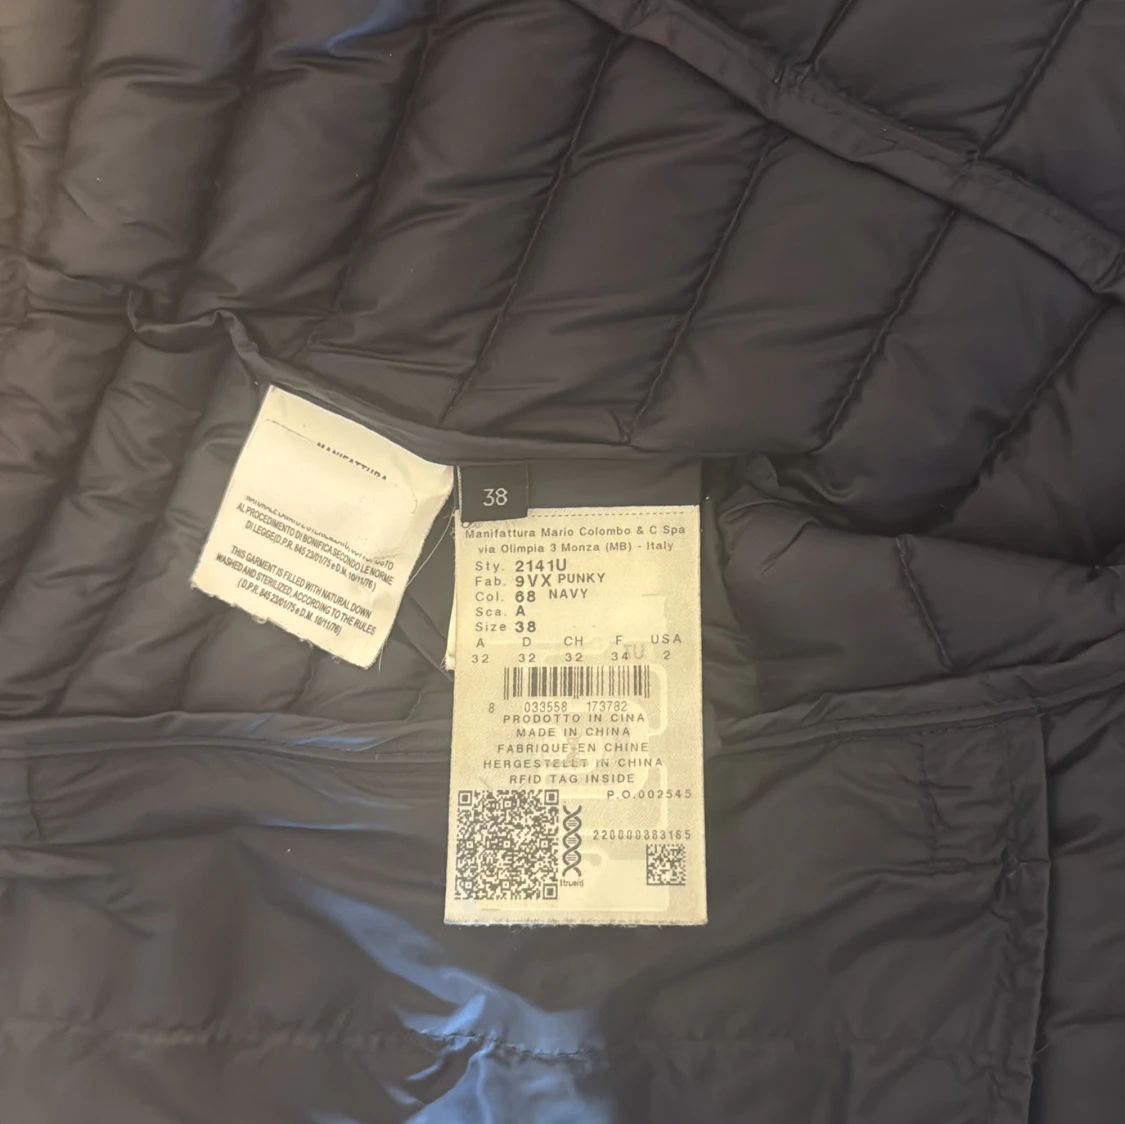 MANIFATTURA
AL PROCEDIMENTO DI BONIFICA SECONDO LE NORME
DI LEGGE(D.P.R. 845 23/01/75 e D.M. 10/11/76)
THIS GARMENT IS FILLED WITH NATURAL DOWN
WASHED AND STERILIZED, ACCORDING TO THE RULES
(D.P.R. 845 23/01/75 e D.M. 10/11/76)
38
Manifattura Mario Colombo & C Spa
via Olimpia 3 Monza (MB) - Italy
Sty. 2141U
Fab. 9VX PUNKY
Col. 68 NAVY
Sca. A
Size 38
A D CH F USA
32 32 32 34 2
8 033558 173782
PRODOTTO IN CINA
MADE IN CHINA
FABRIQUE EN CHINE
HERGESTELLT IN CHINA
RFID TAG INSIDE
P.O.002545
220000883165